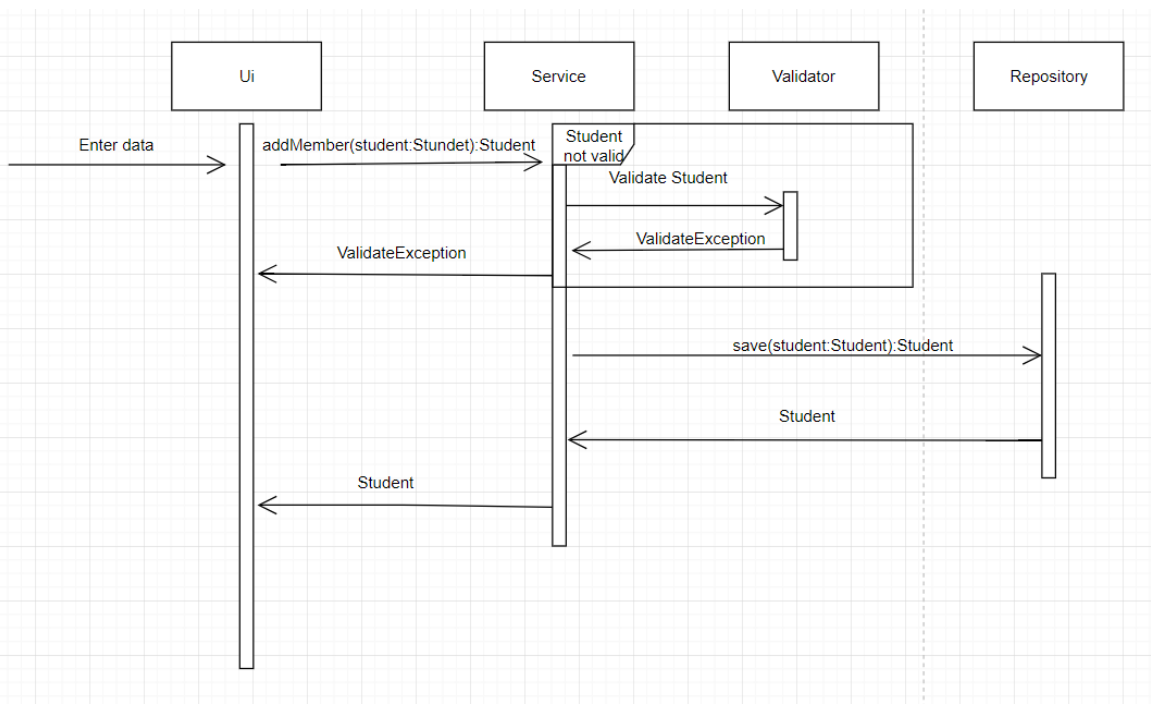 Ui
Service
Validator
Repository
Enter data
addMember(student:Stundet):Student
Student
not valid
Validate Student
ValidateException
ValidateException
save(student:Student):Student
Student
Student